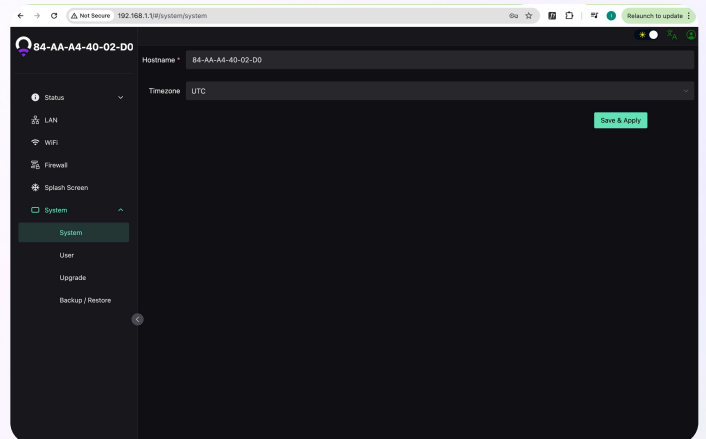 Not Secure 192.168.1.1/#/system/system
Relaunch to update
84-AA-A4-40-02-D0
Hostname * 84-AA-A4-40-02-D0
Timezone UTC
Save & Apply
Status
LAN
WiFi
Firewall
Splash Screen
System
System
User
Upgrade
Backup / Restore